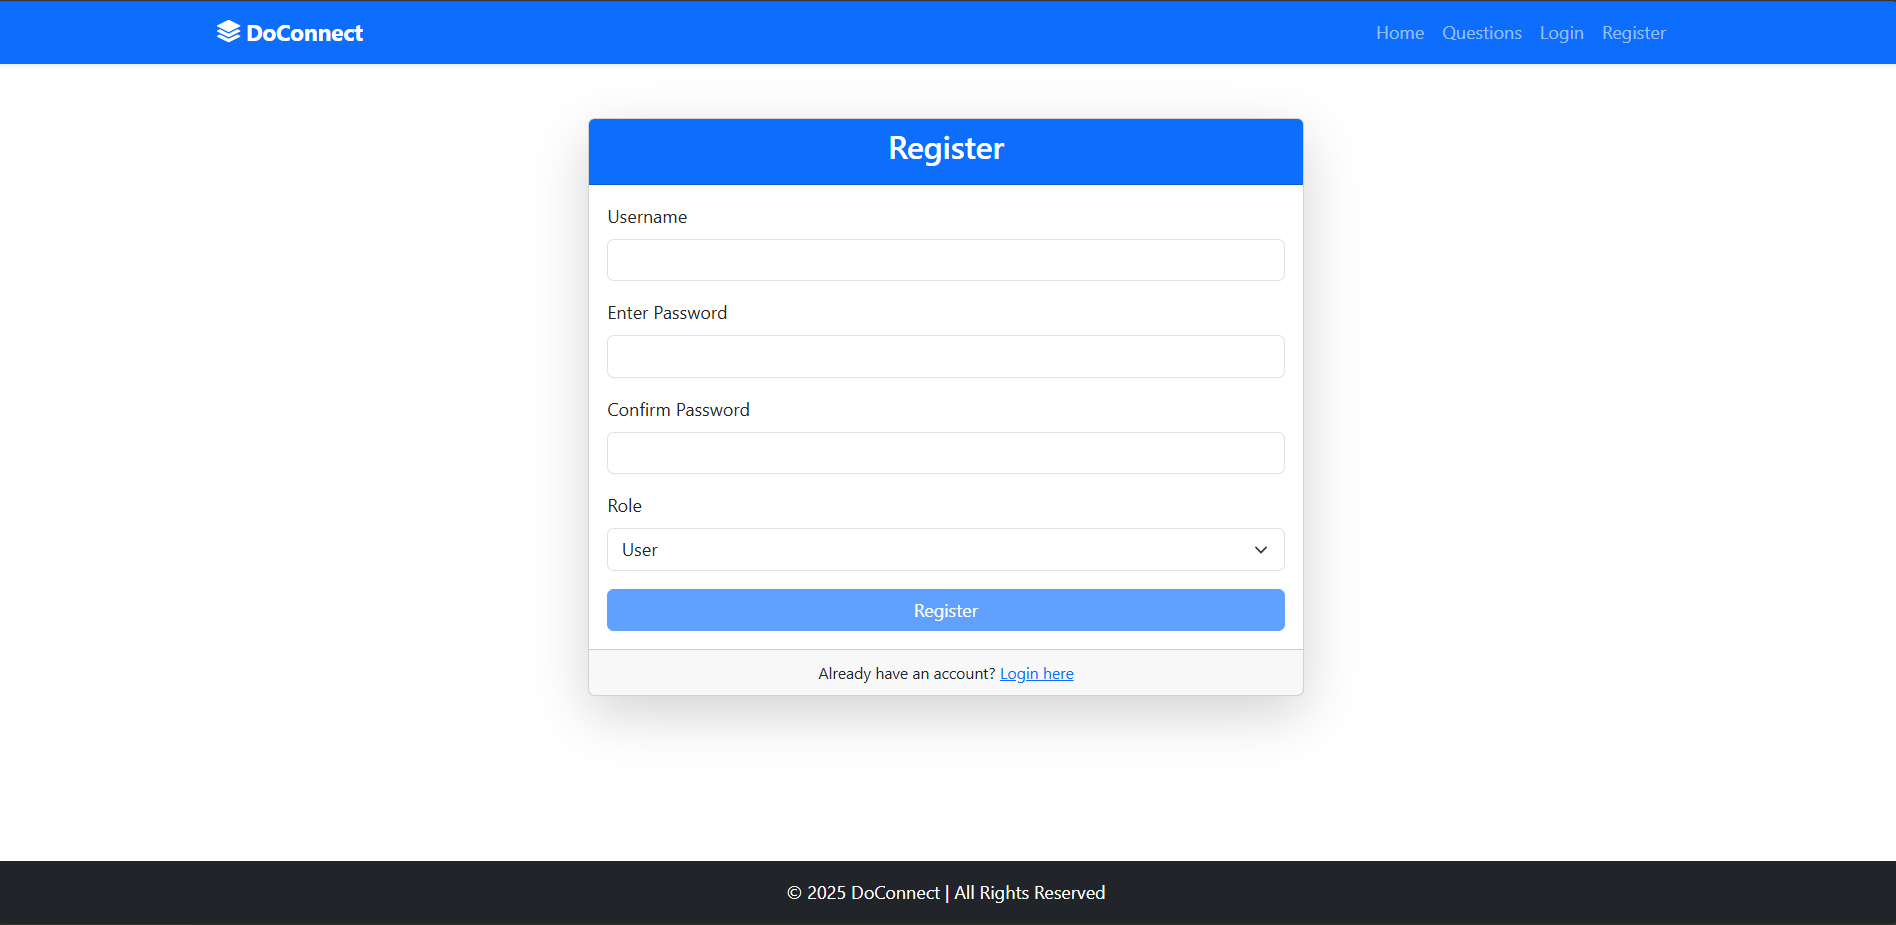 DoConnect
Home Questions Login Register
Register
Username
Enter Password
Confirm Password
Role
User
Register
Already have an account? Login here
© 2025 DoConnect | All Rights Reserved